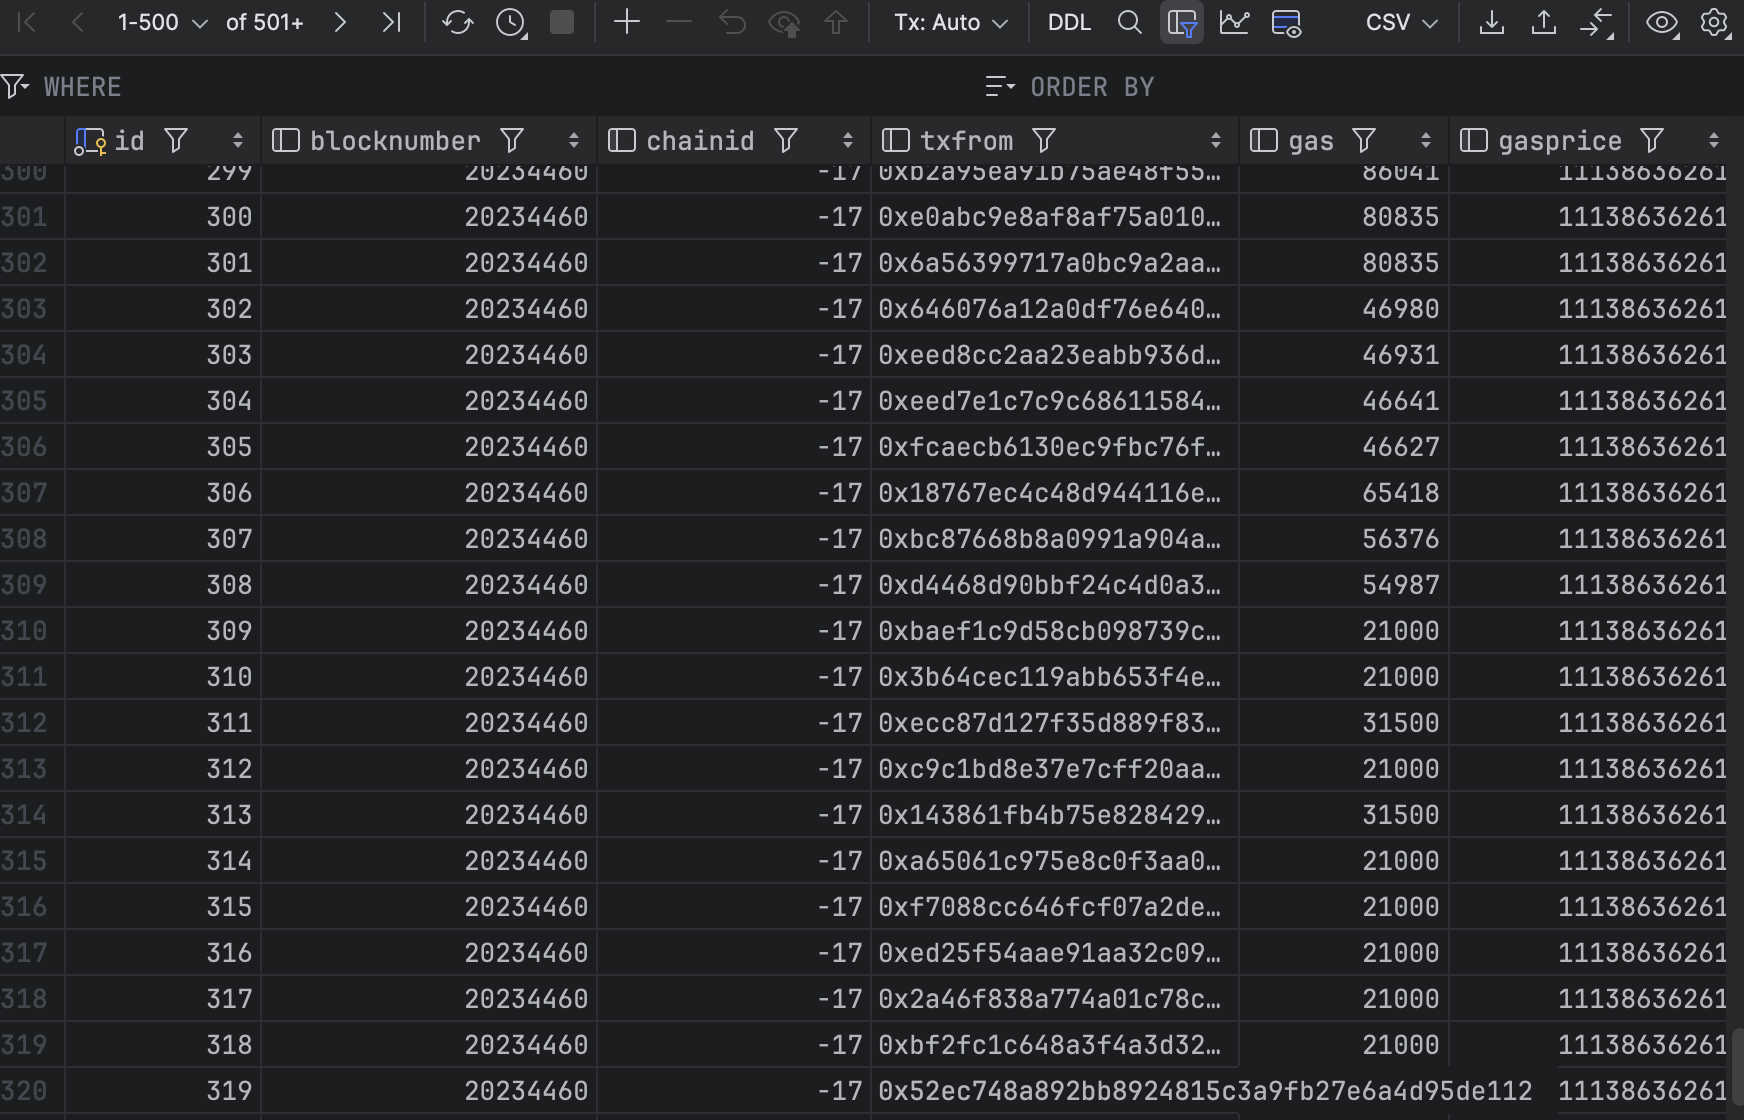 1-500 of 501+ Tx: Auto DDL CSV
WHERE ORDER BY
id blocknumber chainid txfrom gas gasprice
300 299 20234460 -17 0xb2a95ea91b75ae48f55… 86041 11138636261
301 300 20234460 -17 0xe0abc9e8af8af75a010… 80835 11138636261
302 301 20234460 -17 0x6a56399717a0bc9a2aa… 80835 11138636261
303 302 20234460 -17 0x646076a12a0df76e640… 46980 11138636261
304 303 20234460 -17 0xeed8cc2aa23eabb936d… 46931 11138636261
305 304 20234460 -17 0xeed7e1c7c9c68611584… 46641 11138636261
306 305 20234460 -17 0xfcaecb6130ec9fbc76f… 46627 11138636261
307 306 20234460 -17 0x18767ec4c48d944116e… 65418 11138636261
308 307 20234460 -17 0xbc87668b8a0991a904a… 56376 11138636261
309 308 20234460 -17 0xd4468d90bbf24c4d0a3… 54987 11138636261
310 309 20234460 -17 0xbaef1c9d58cb098739c… 21000 11138636261
311 310 20234460 -17 0x3b64cec119abb653f4e… 21000 11138636261
312 311 20234460 -17 0xecc87d127f35d889f83… 31500 11138636261
313 312 20234460 -17 0xc9c1bd8e37e7cff20aa… 21000 11138636261
314 313 20234460 -17 0x143861fb4b75e828429… 31500 11138636261
315 314 20234460 -17 0xa65061c975e8c0f3aa0… 21000 11138636261
316 315 20234460 -17 0xf7088cc646fcf07a2de… 21000 11138636261
317 316 20234460 -17 0xed25f54aae91aa32c09… 21000 11138636261
318 317 20234460 -17 0x2a46f838a774a01c78c… 21000 11138636261
319 318 20234460 -17 0xbf2fc1c648a3f4a3d32… 21000 11138636261
320 319 20234460 -17 0x52ec748a892bb8924815c3a9fb27e6a4d95de112 11138636261